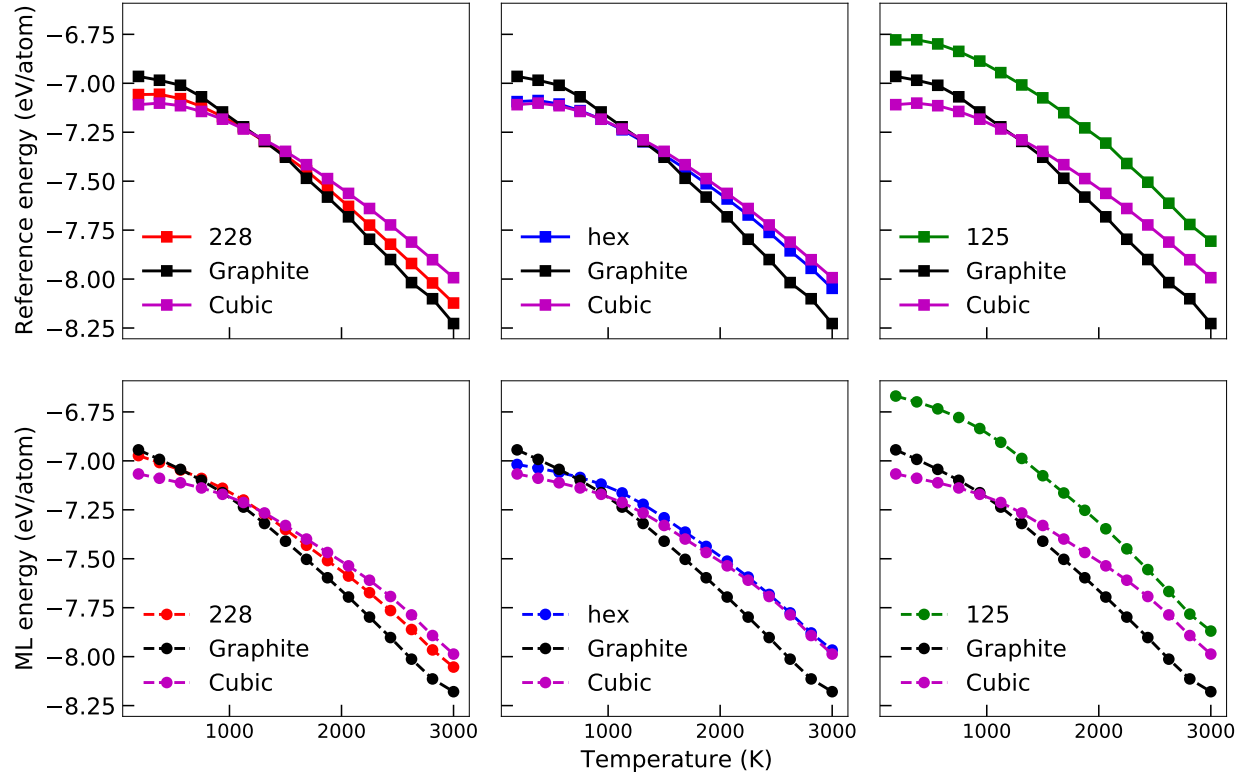 Reference energy (eV/atom)
−6.75
−7.00
−7.25
−7.50
−7.75
−8.00
−8.25
228
Graphite
Cubic
hex
Graphite
Cubic
125
Graphite
Cubic
ML energy (eV/atom)
−6.75
−7.00
−7.25
−7.50
−7.75
−8.00
−8.25
228
Graphite
Cubic
hex
Graphite
Cubic
125
Graphite
Cubic
1000 2000 3000
1000 2000 3000
1000 2000 3000
Temperature (K)